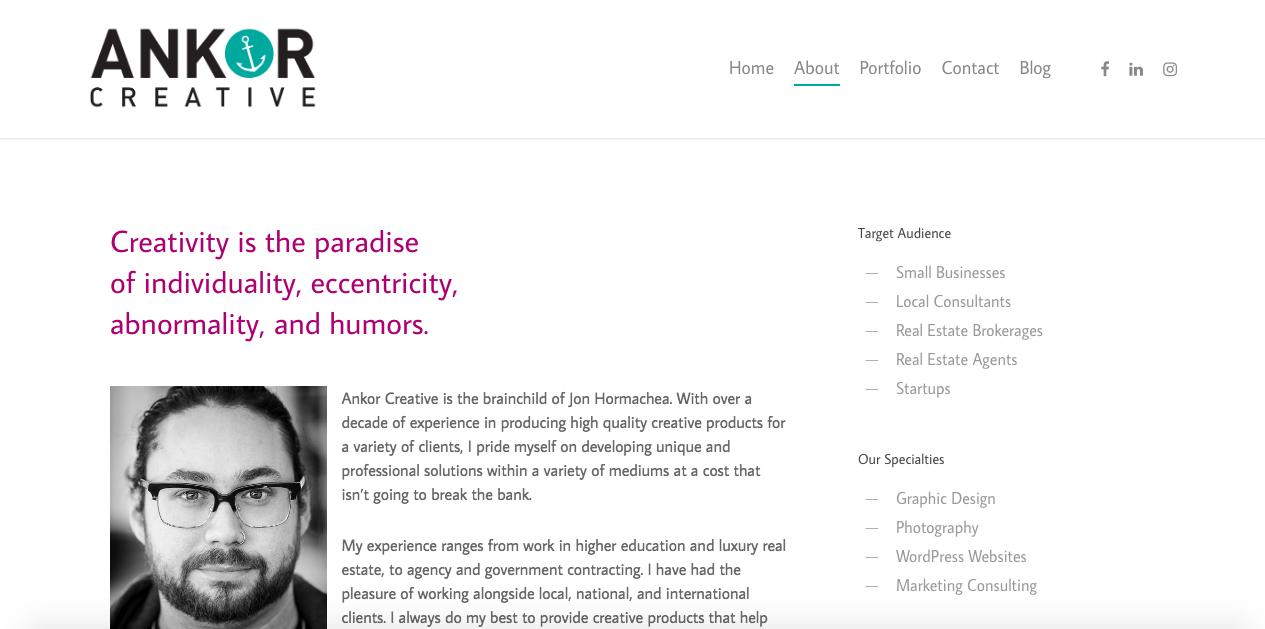 ANKOR
CREATIVE
Home About Portfolio Contact Blog
Creativity is the paradise
of individuality, eccentricity,
abnormality, and humors.
Ankor Creative is the brainchild of Jon Hormachea. With over a
decade of experience in producing high quality creative products for
a variety of clients, I pride myself on developing unique and
professional solutions within a variety of mediums at a cost that
isn’t going to break the bank.
My experience ranges from work in higher education and luxury real
estate, to agency and government contracting. I have had the
pleasure of working alongside local, national, and international
clients. I always do my best to provide creative products that help
Target Audience
— Small Businesses
— Local Consultants
— Real Estate Brokerages
— Real Estate Agents
— Startups
Our Specialties
— Graphic Design
— Photography
— WordPress Websites
— Marketing Consulting